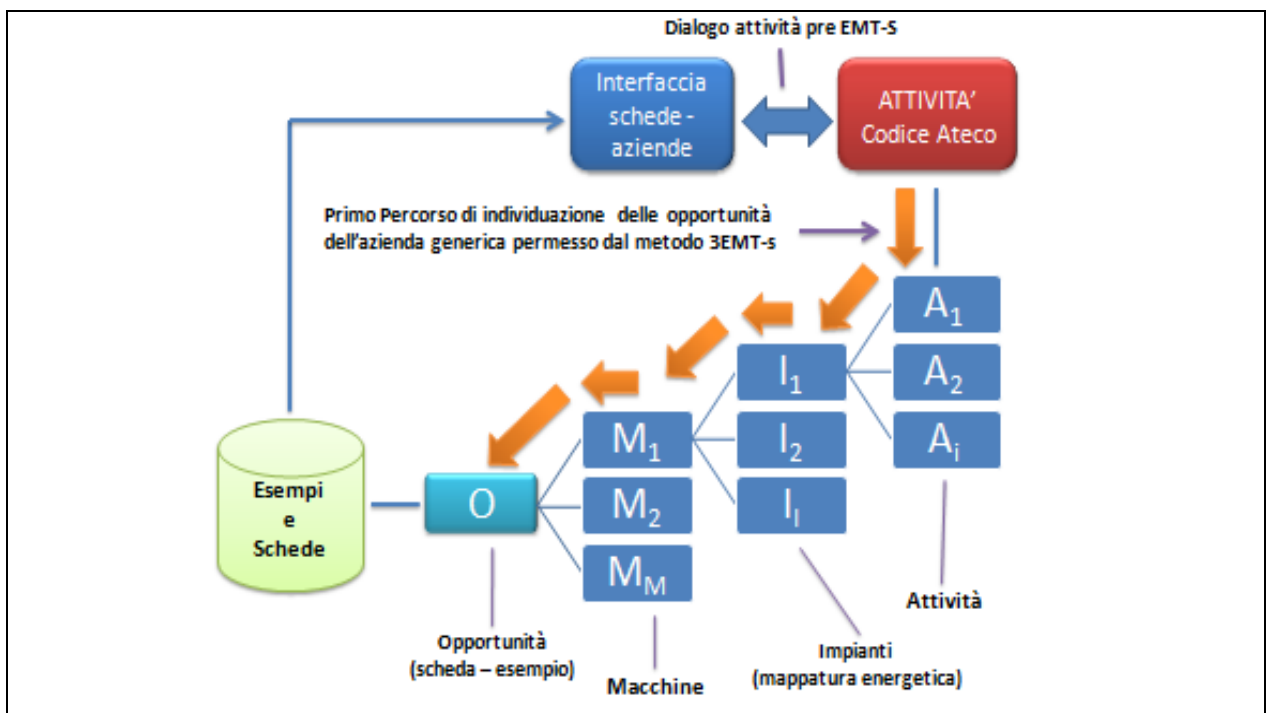 Dialogo attività pre EMT-S
Interfaccia
schede -
aziende
ATTIVITA'
Codice Ateco
Primo Percorso di individuazione delle opportunità
dell'azienda generica permesso dal metodo 3EMT-s
A1
A2
Ai
I1
I2
II
M1
M2
MM
O
Esempi
e
Schede
Attività
Impianti
(mappatura energetica)
Macchine
Opportunità
(scheda – esempio)